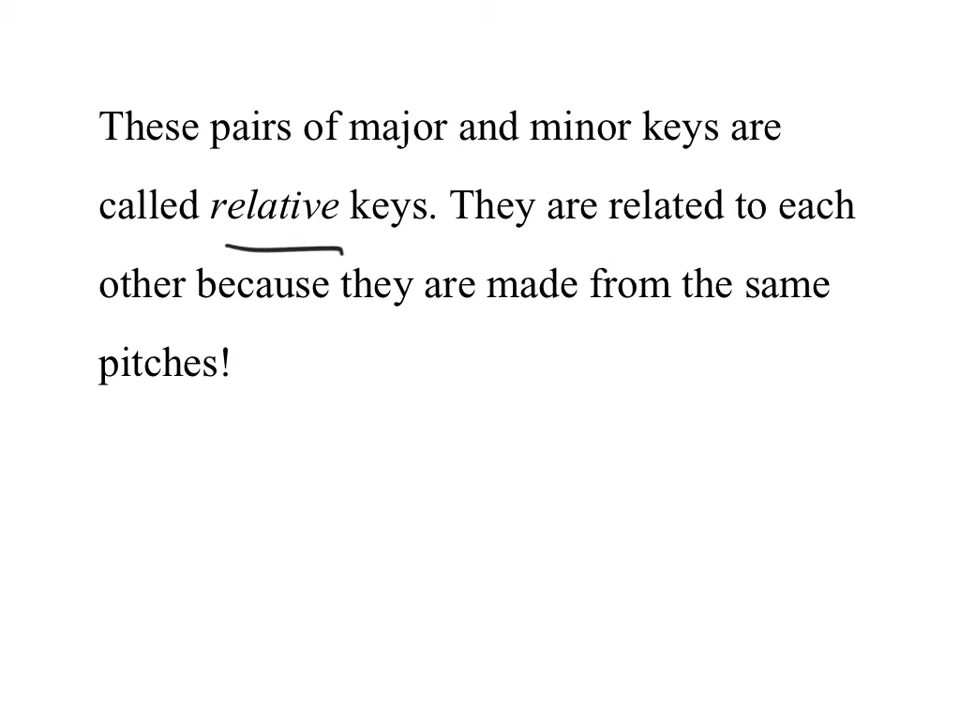 These pairs of major and minor keys are
called relative keys. They are related to each
other because they are made from the same
pitches!